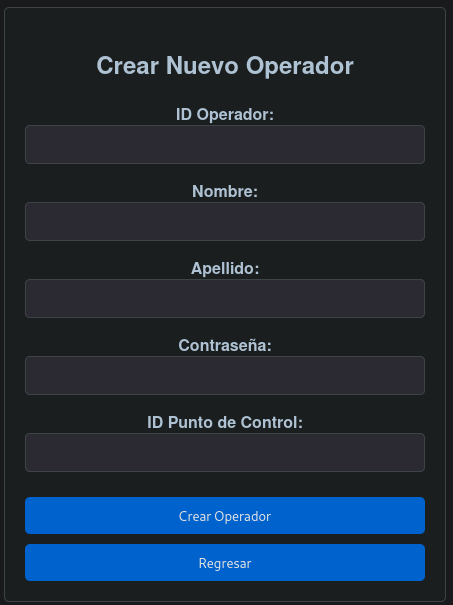 Crear Nuevo Operador
ID Operador:
Nombre:
Apellido:
Contraseña:
ID Punto de Control:
Crear Operador
Regresar